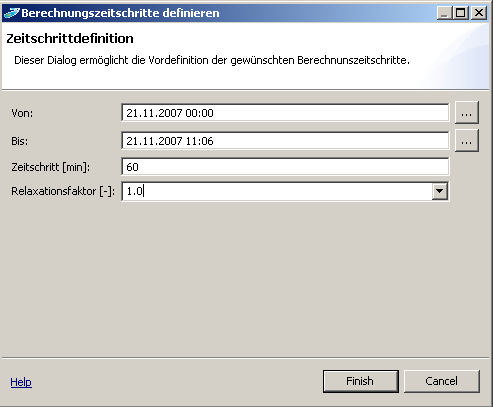 Berechnungszeitschritte definieren
Zeitschrittdefinition
Dieser Dialog ermöglicht die Vordefinition der gewünschten Berechnunszeitschritte.
Von: 21.11.2007 00:00 ...
Bis: 21.11.2007 11:06 ...
Zeitschritt [min]: 60
Relaxationsfaktor [-]: 1.0
Help Finish Cancel